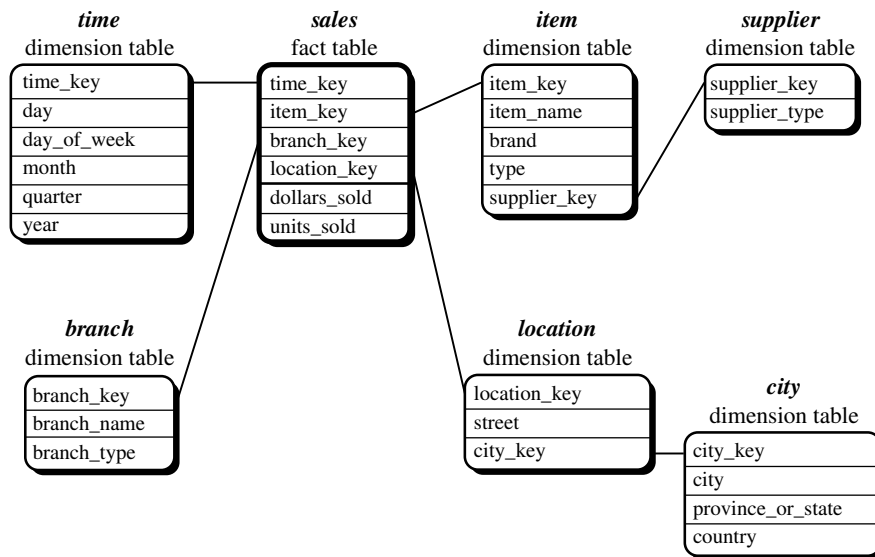 time
dimension table
time_key
day
day_of_week
month
quarter
year
sales
fact table
time_key
item_key
branch_key
location_key
dollars_sold
units_sold
item
dimension table
item_key
item_name
brand
type
supplier_key
supplier
dimension table
supplier_key
supplier_type
branch
dimension table
branch_key
branch_name
branch_type
location
dimension table
location_key
street
city_key
city
dimension table
city_key
city
province_or_state
country